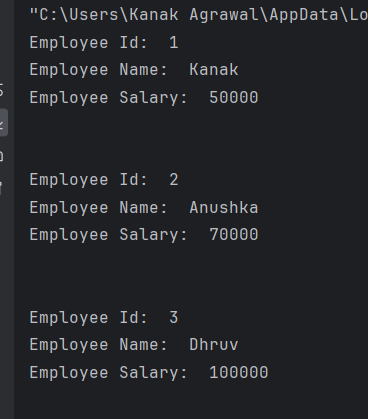 "C:\Users\Kanak Agrawal\AppData\Lo
Employee Id:  1
Employee Name:  Kanak
Employee Salary:  50000
Employee Id:  2
Employee Name:  Anushka
Employee Salary:  70000
Employee Id:  3
Employee Name:  Dhruv
Employee Salary:  100000